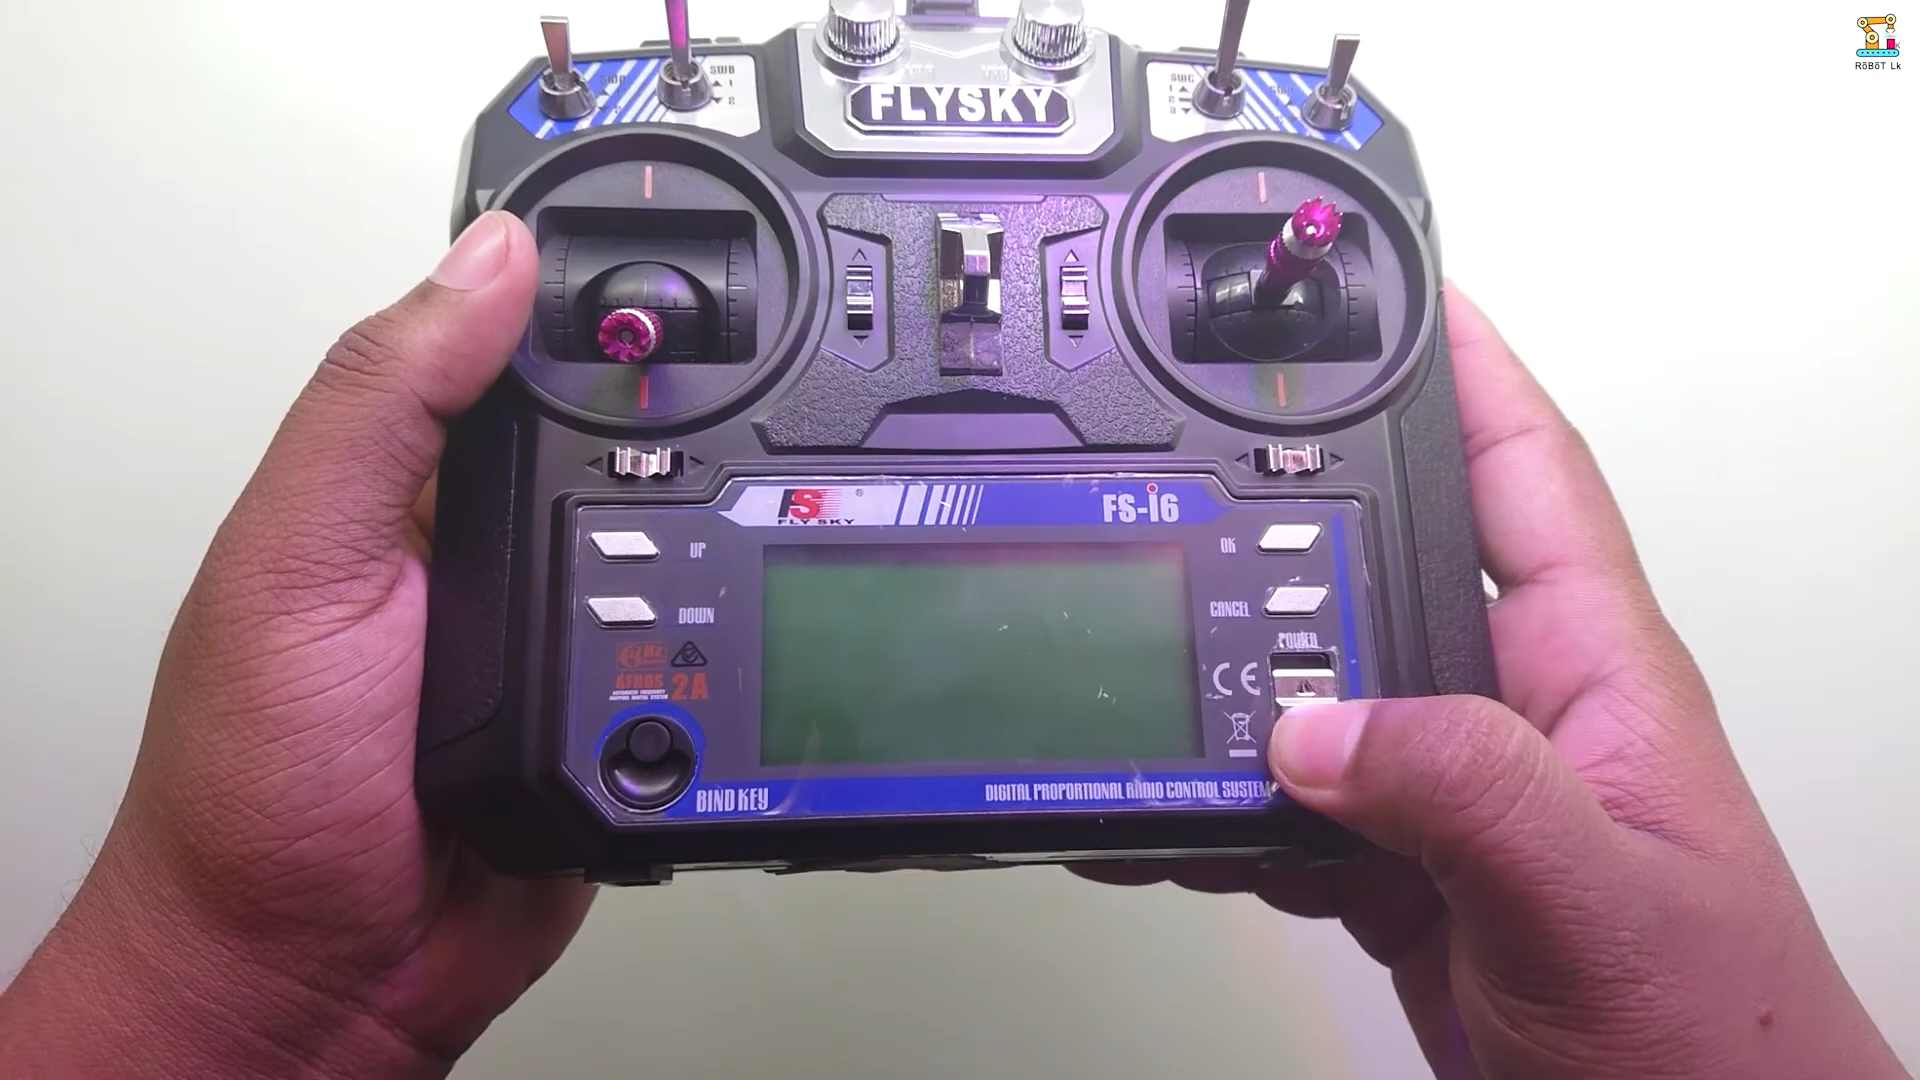 RōBōT Lk
SWB
1
2
SWC
1
2
3
FLYSKY
FS
®
FLY SKY
FS-i6
UP
OK
DOWN
CANCEL
POWER
AFHDS
2A
CE
BIND KEY
DIGITAL PROPORTIONAL RADIO CONTROL SYSTEM